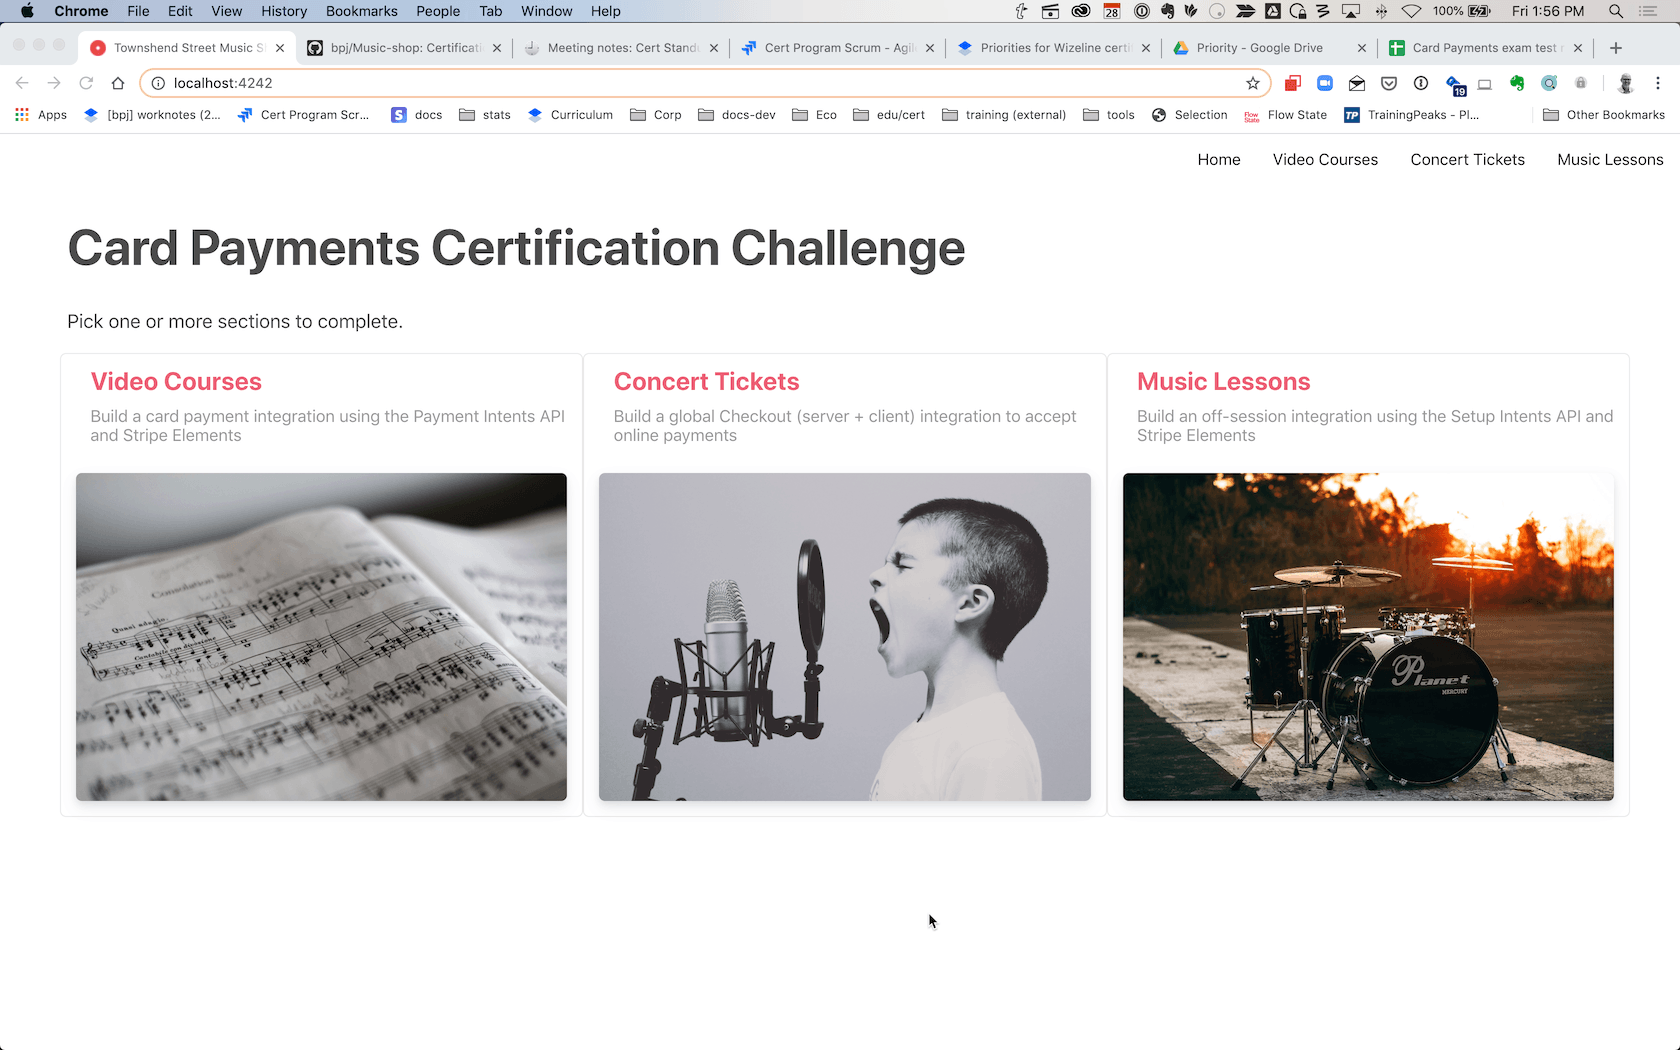 Chrome File Edit View History Bookmarks People Tab Window Help 28 100% Fri 1:56 PM
Townshend Street Music S bpj/Music-shop: Certificati Meeting notes: Cert Stand Cert Program Scrum - Agil Priorities for Wizeline certi Priority - Google Drive Card Payments exam test
localhost:4242 19
Apps [bpj] worknotes (2... Cert Program Scr... S docs stats Curriculum Corp docs-dev Eco edu/cert training (external) tools Selection Flow State Flow State TP TrainingPeaks - Pl... Other Bookmarks
Home Video Courses Concert Tickets Music Lessons
Card Payments Certification Challenge
Pick one or more sections to complete.
Video Courses
Build a card payment integration using the Payment Intents API
and Stripe Elements
Quasi adagio.
Concert Tickets
Build a global Checkout (server + client) integration to accept
online payments
Music Lessons
Build an off-session integration using the Setup Intents API and
Stripe Elements
Planet
MERCURY